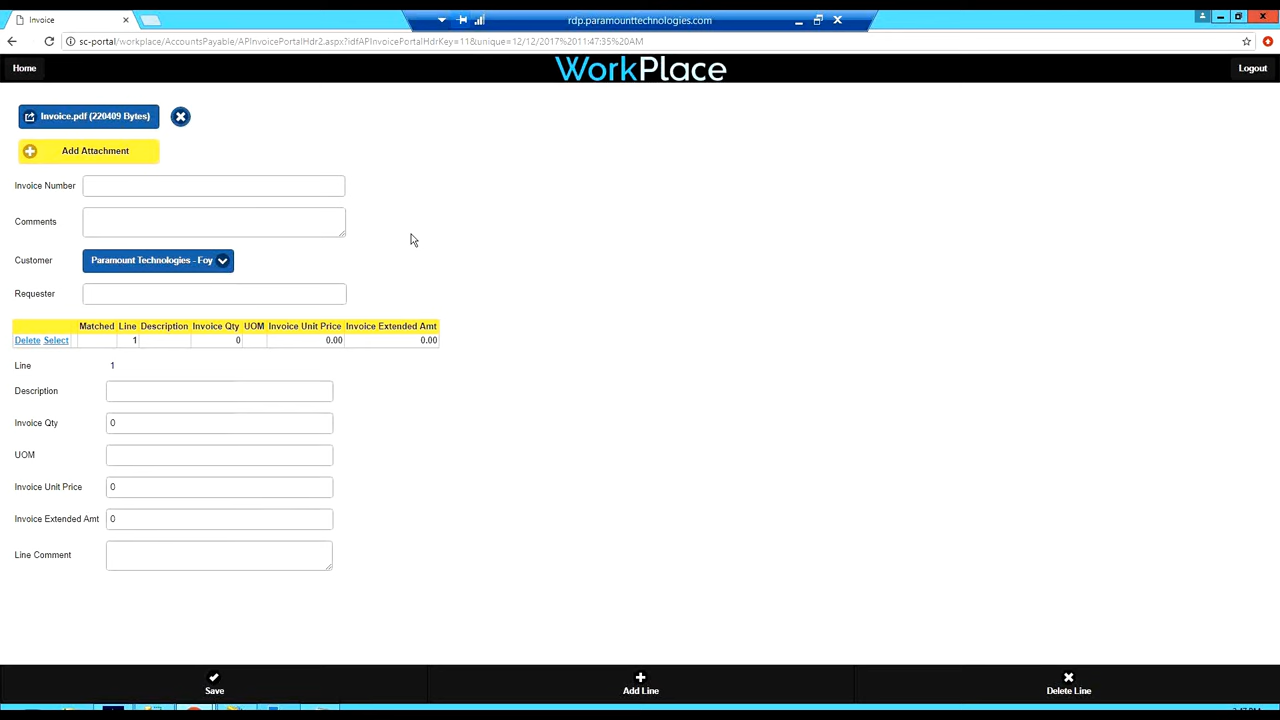 Invoice
rdp.paramounttechnologies.com
sc-portal/workplace/AccountsPayable/APInvoicePortalHdr2.aspx?idfAPInvoicePortalHdrKey=11&unique=12/12/2017%2011:47:35%20AM
Home
WorkPlace
Logout
Invoice.pdf (220409 Bytes)
Add Attachment
Invoice Number
Comments
Customer Paramount Technologies - Foy
Requester
Matched Line Description Invoice Qty UOM Invoice Unit Price Invoice Extended Amt
Delete Select 1 0 0.00 0.00
Line 1
Description
Invoice Qty 0
UOM
Invoice Unit Price 0
Invoice Extended Amt 0
Line Comment
Save
Add Line
Delete Line